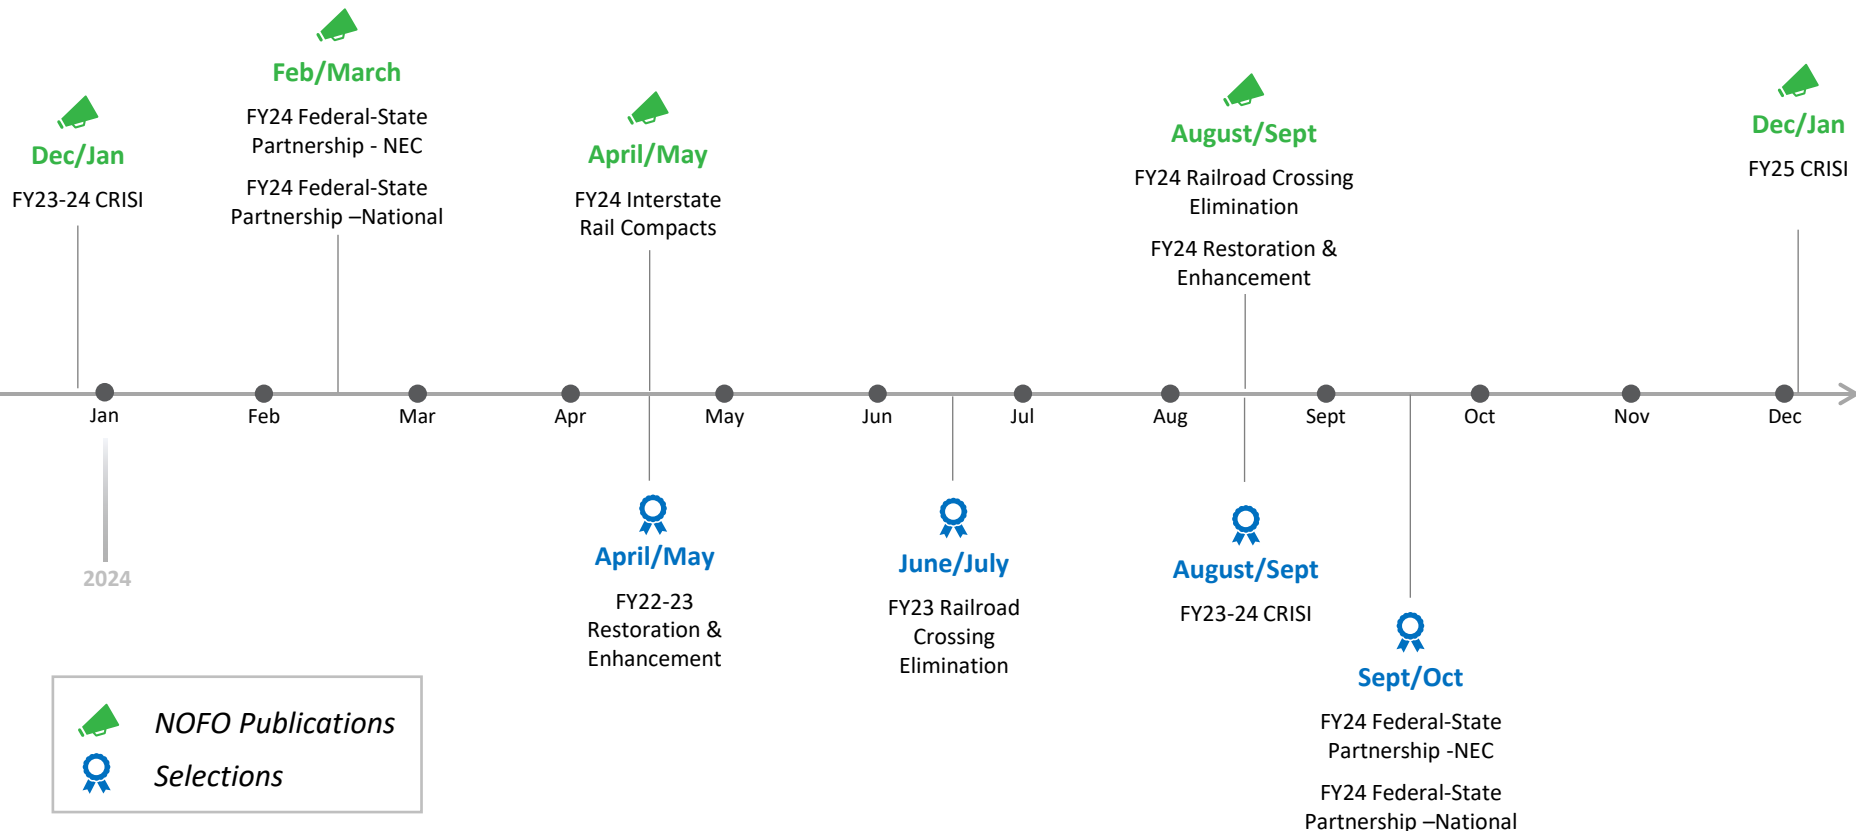 Dec/Jan
FY23-24 CRISI
Feb/March
FY24 Federal-State
Partnership - NEC
FY24 Federal-State
Partnership –National
April/May
FY24 Interstate
Rail Compacts
August/Sept
FY24 Railroad Crossing
Elimination
FY24 Restoration &
Enhancement
Dec/Jan
FY25 CRISI
Jan
Feb
Mar
Apr
May
Jun
Jul
Aug
Sept
Oct
Nov
Dec
2024
April/May
FY22-23
Restoration &
Enhancement
June/July
FY23 Railroad
Crossing
Elimination
August/Sept
FY23-24 CRISI
Sept/Oct
FY24 Federal-State
Partnership -NEC
FY24 Federal-State
Partnership –National
NOFO Publications
Selections